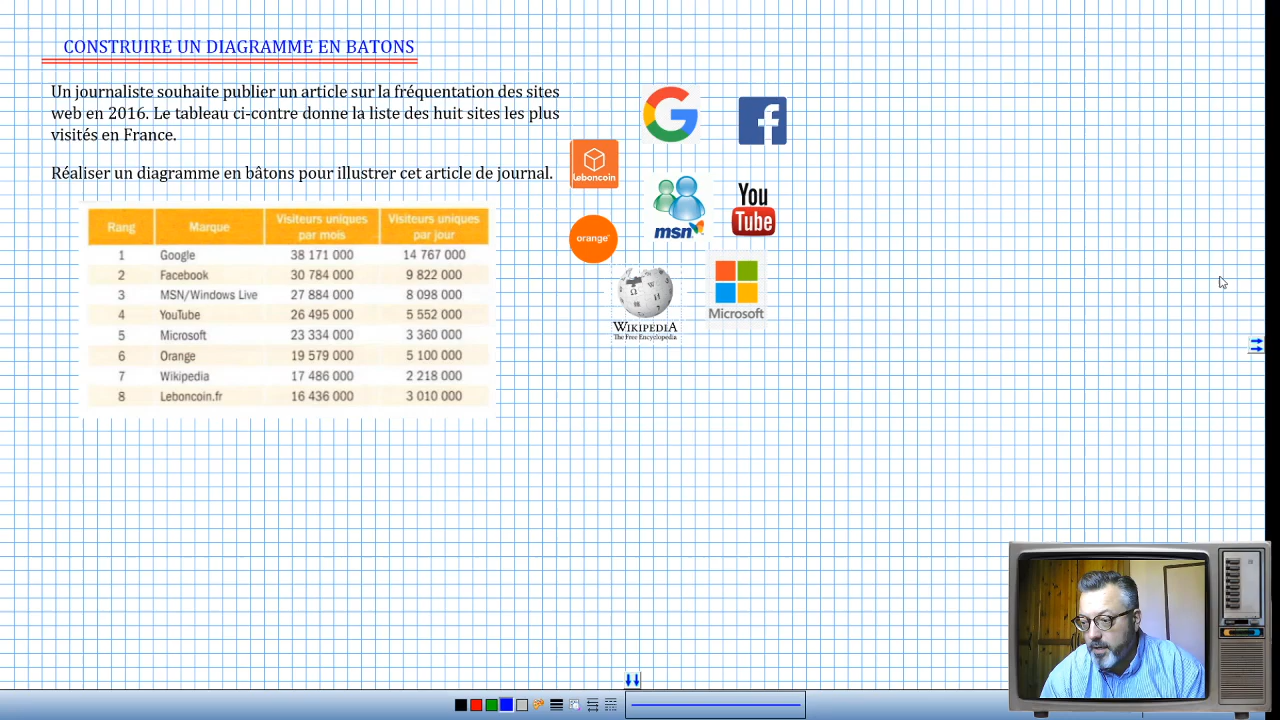 CONSTRUIRE UN DIAGRAMME EN BATONS
Un journaliste souhaite publier un article sur la fréquentation des sites
web en 2016. Le tableau ci-contre donne la liste des huit sites les plus
visités en France.
Réaliser un diagramme en bâtons pour illustrer cet article de journal.
Rang Marque Visiteurs uniques par mois Visiteurs uniques par jour
1 Google 38 171 000 14 767 000
2 Facebook 30 784 000 9 822 000
3 MSN/Windows Live 27 884 000 8 098 000
4 YouTube 26 495 000 5 552 000
5 Microsoft 23 334 000 3 360 000
6 Orange 19 579 000 5 100 000
7 Wikipedia 17 486 000 2 218 000
8 Leboncoin.fr 16 436 000 3 010 000
G
f
leboncoin
msn
You
Tube
orange
WIKIPEDIA
The Free Encyclopedia
Microsoft